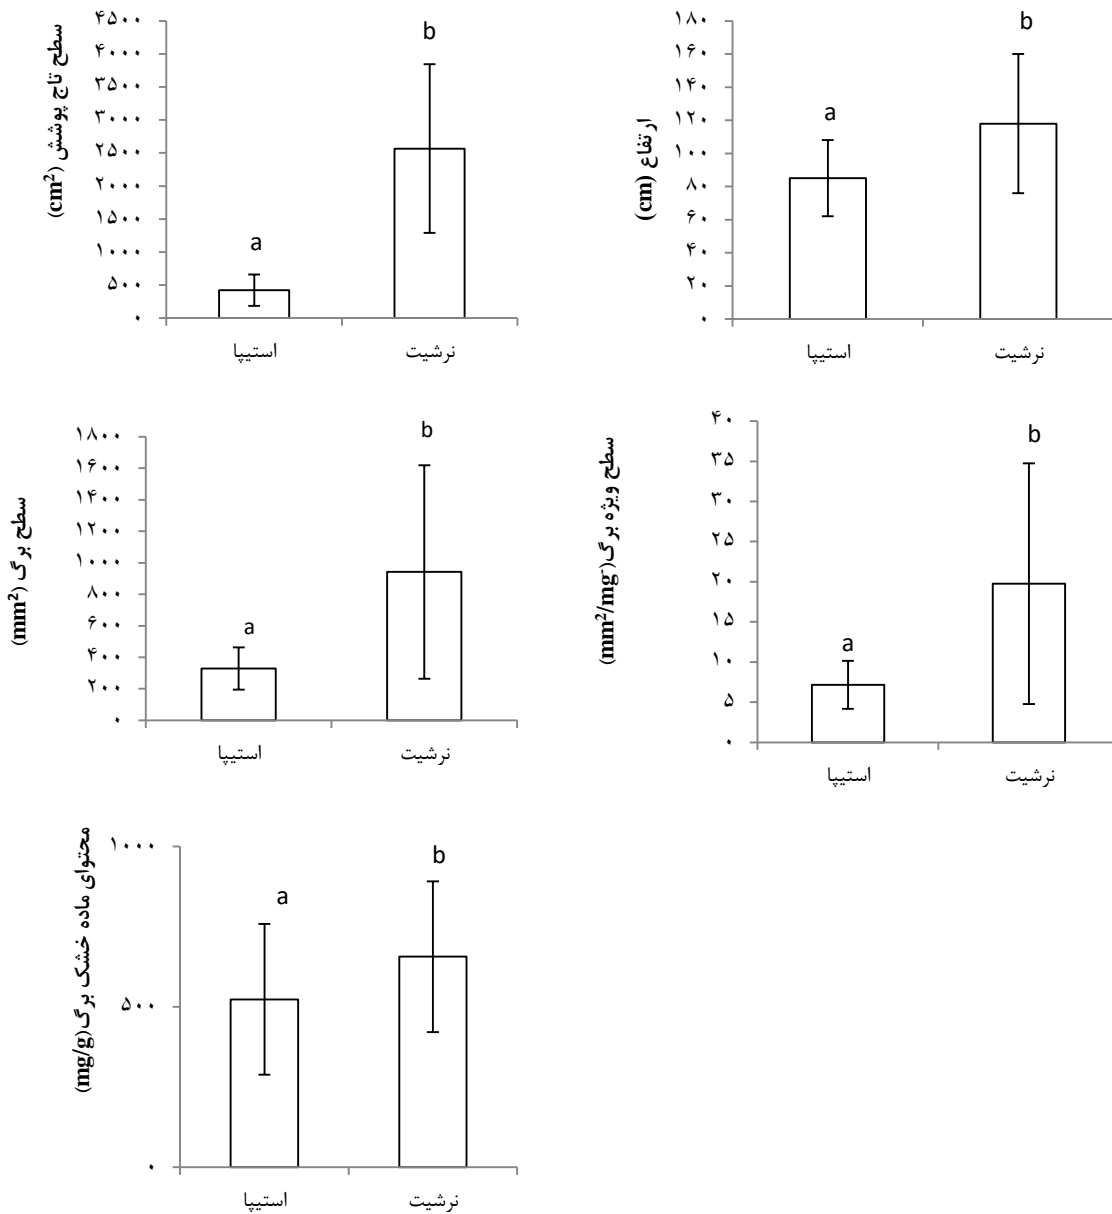 سطح تاج پوشش (cm²)
۴۵۰۰
۴۰۰۰
۳۵۰۰
۳۰۰۰
۲۵۰۰
۲۰۰۰
۱۵۰۰
۱۰۰۰
۵۰۰
۰
a
b
استیپا
نرشیت
ارتفاع (cm)
۱۸۰
۱۶۰
۱۴۰
۱۲۰
۱۰۰
۸۰
۶۰
۴۰
۲۰
۰
a
b
استیپا
نرشیت
سطح برگ (mm²)
۱۸۰۰
۱۶۰۰
۱۴۰۰
۱۲۰۰
۱۰۰۰
۸۰۰
۶۰۰
۴۰۰
۲۰۰
۰
a
b
استیپا
نرشیت
سطح ویژه برگ(mm²/mg⁻)
۴۰
۳۵
۳۰
۲۵
۲۰
۱۵
۱۰
۵
۰
a
b
استیپا
نرشیت
محتوای ماده خشک برگ(mg/g)
۱۰۰۰
۵۰۰
۰
a
b
استیپا
نرشیت